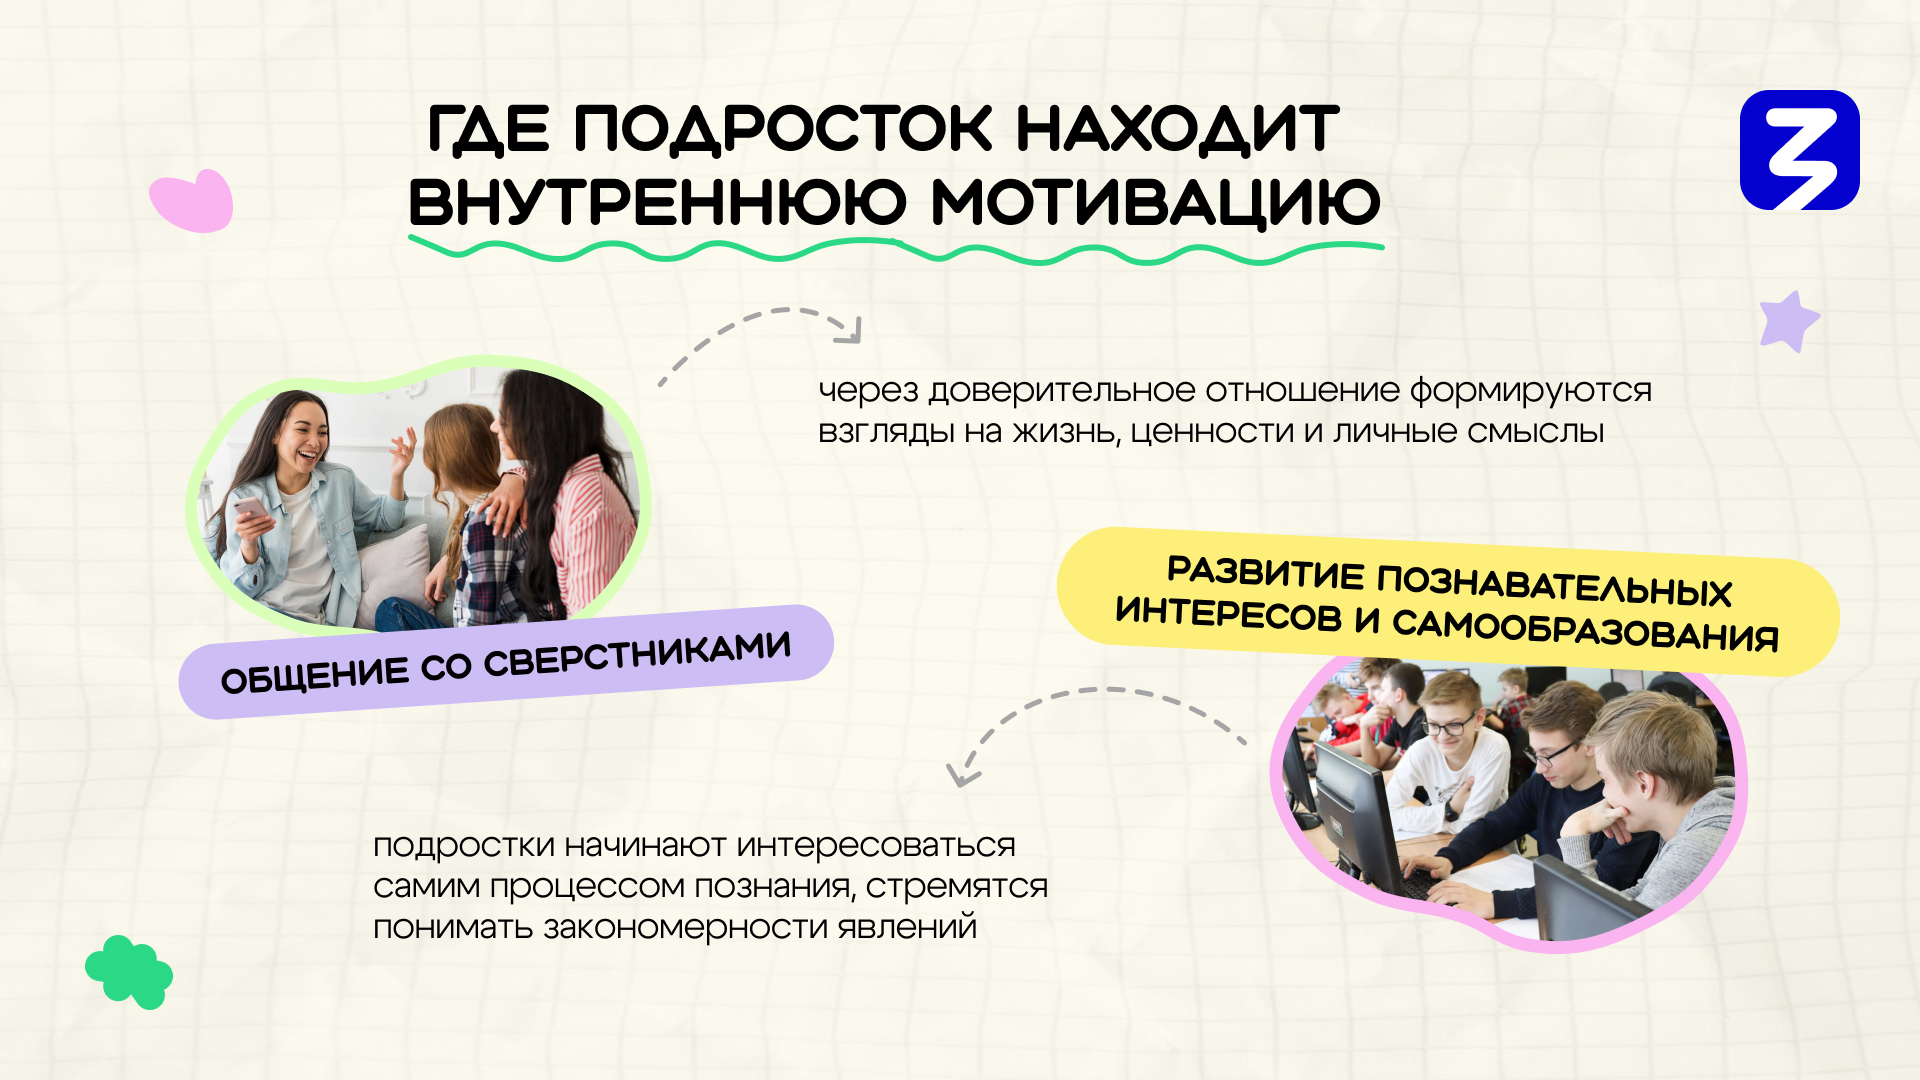 ГДЕ ПОДРОСТОК НАХОДИТ
ВНУТРЕННЮЮ МОТИВАЦИЮ
через доверительное отношение формируются
взгляды на жизнь, ценности и личные смыслы
ОБЩЕНИЕ СО СВЕРСТНИКАМИ
РАЗВИТИЕ ПОЗНАВАТЕЛЬНЫХ
ИНТЕРЕСОВ И САМООБРАЗОВАНИЯ
подростки начинают интересоваться
самим процессом познания, стремятся
понимать закономерности явлений